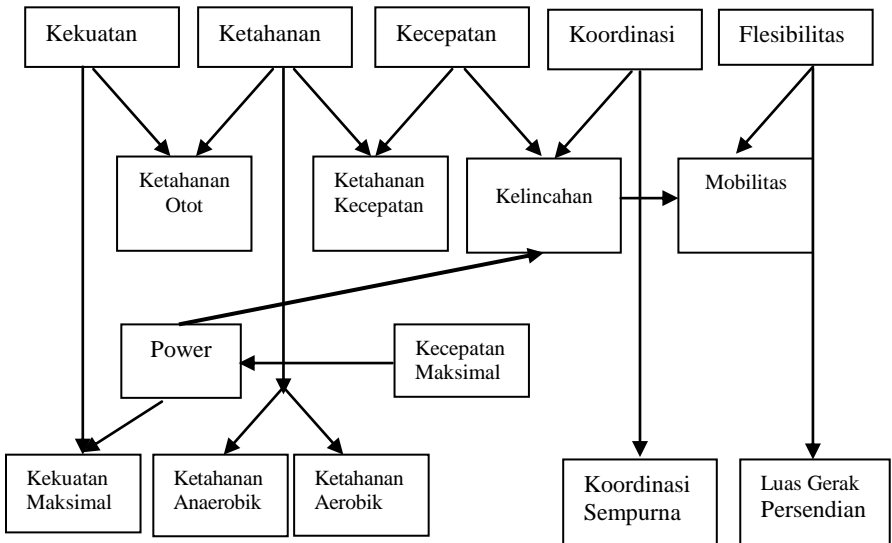 Kekuatan
Ketahanan
Kecepatan
Koordinasi
Flesibilitas
Ketahanan
Otot
Ketahanan
Kecepatan
Kelincahan
Mobilitas
Power
Kecepatan
Maksimal
Kekuatan
Maksimal
Ketahanan
Anaerobik
Ketahanan
Aerobik
Koordinasi
Sempurna
Luas Gerak
Persendian